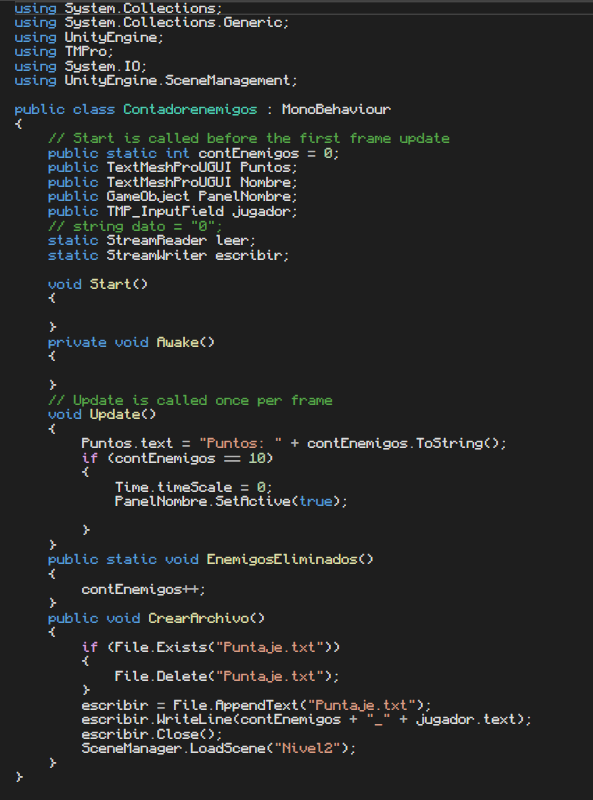 using System.Collections;
using System.Collections.Generic;
using UnityEngine;
using TMPro;
using System.IO;
using UnityEngine.SceneManagement;

public class Contadorenemigos : MonoBehaviour
{
    // Start is called before the first frame update
    public static int contEnemigos = 0;
    public TextMeshProUGUI Puntos;
    public TextMeshProUGUI Nombre;
    public GameObject PanelNombre;
    public TMP_InputField jugador;
    // string dato = "0";
    static StreamReader leer;
    static StreamWriter escribir;

    void Start()
    {

    }
    private void Awake()
    {

    }
    // Update is called once per frame
    void Update()
    {
        Puntos.text = "Puntos: " + contEnemigos.ToString();
        if (contEnemigos == 10)
        {
            Time.timeScale = 0;
            PanelNombre.SetActive(true);

        }
    }
    public static void EnemigosEliminados()
    {
        contEnemigos++;
    }
    public void CrearArchivo()
    {
        if (File.Exists("Puntaje.txt"))
        {
            File.Delete("Puntaje.txt");
        }
        escribir = File.AppendText("Puntaje.txt");
        escribir.WriteLine(contEnemigos + "_" + jugador.text);
        escribir.Close();
        SceneManager.LoadScene("Nivel2");
    }
}